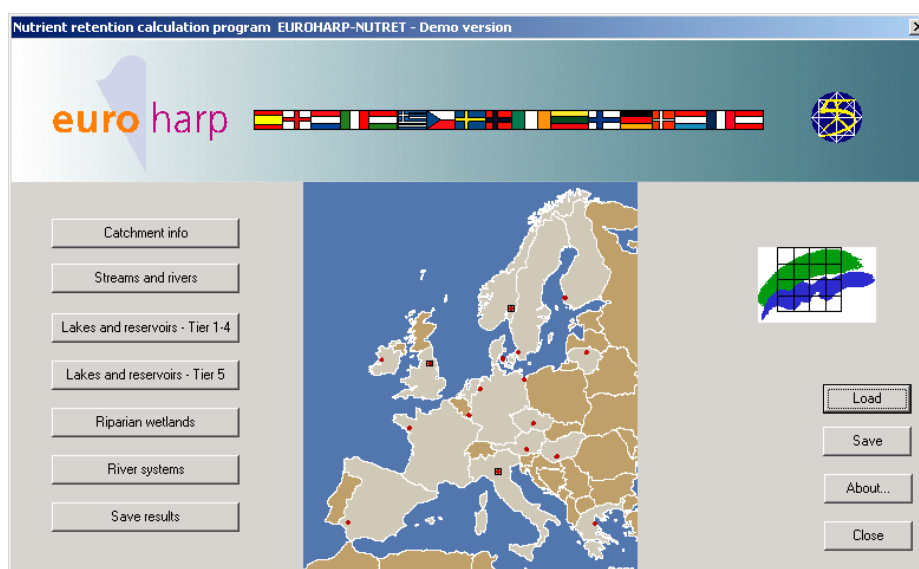 Nutrient retention calculation program EUROHARP-NUTRET - Demo version
euro harp
Catchment info
Streams and rivers
Lakes and reservoirs - Tier 1-4
Lakes and reservoirs - Tier 5
Riparian wetlands
River systems
Save results
Load
Save
About...
Close